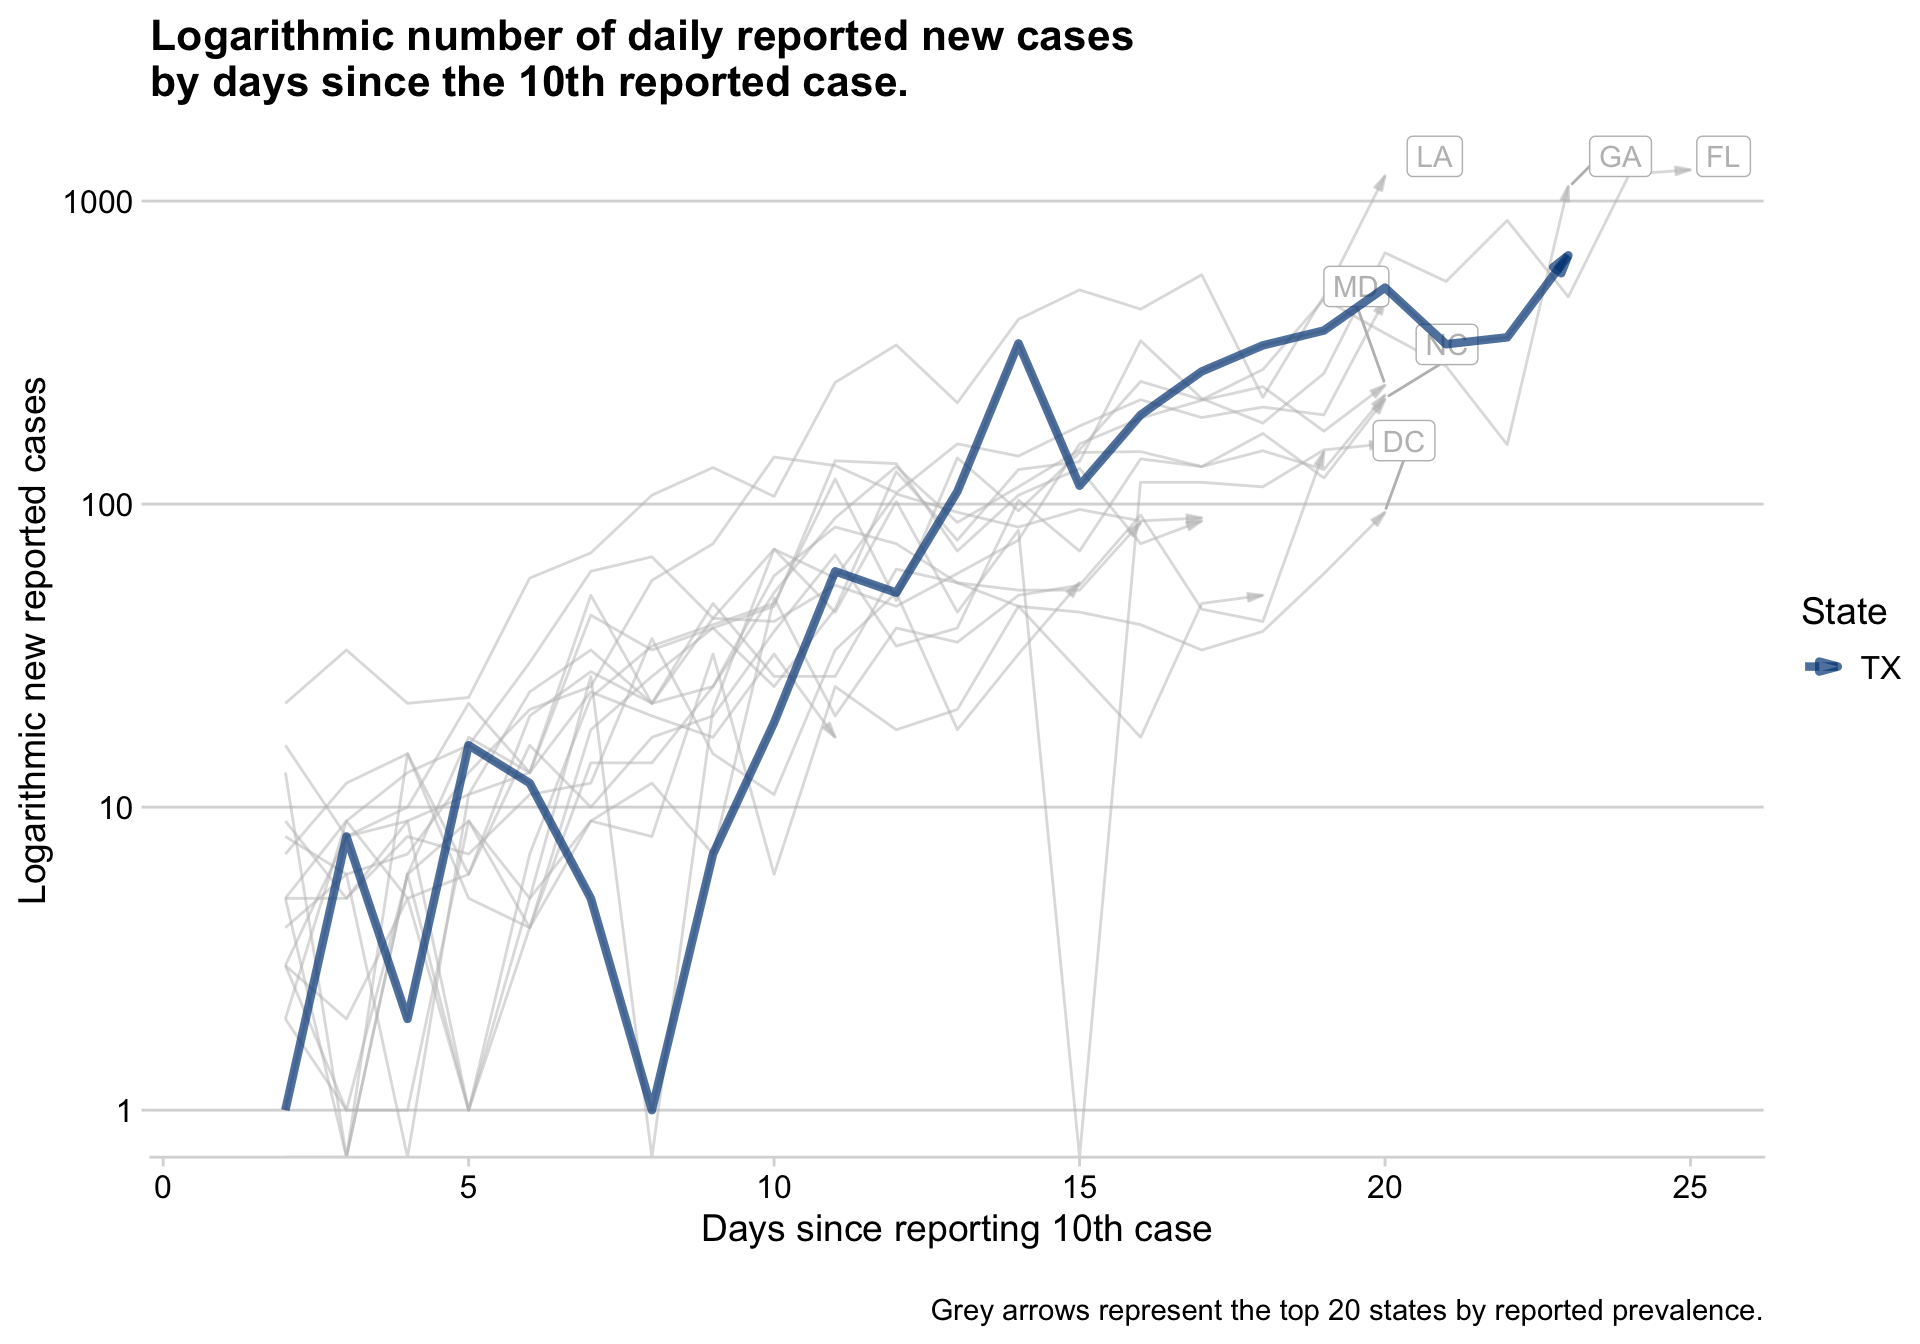 Logarithmic number of daily reported new cases
by days since the 10th reported case.
LA
GA
FL
1000
MD
NC
DC
100
10
1
Logarithmic new reported cases
State
TX
0
5
10
15
20
25
Days since reporting 10th case
Grey arrows represent the top 20 states by reported prevalence.